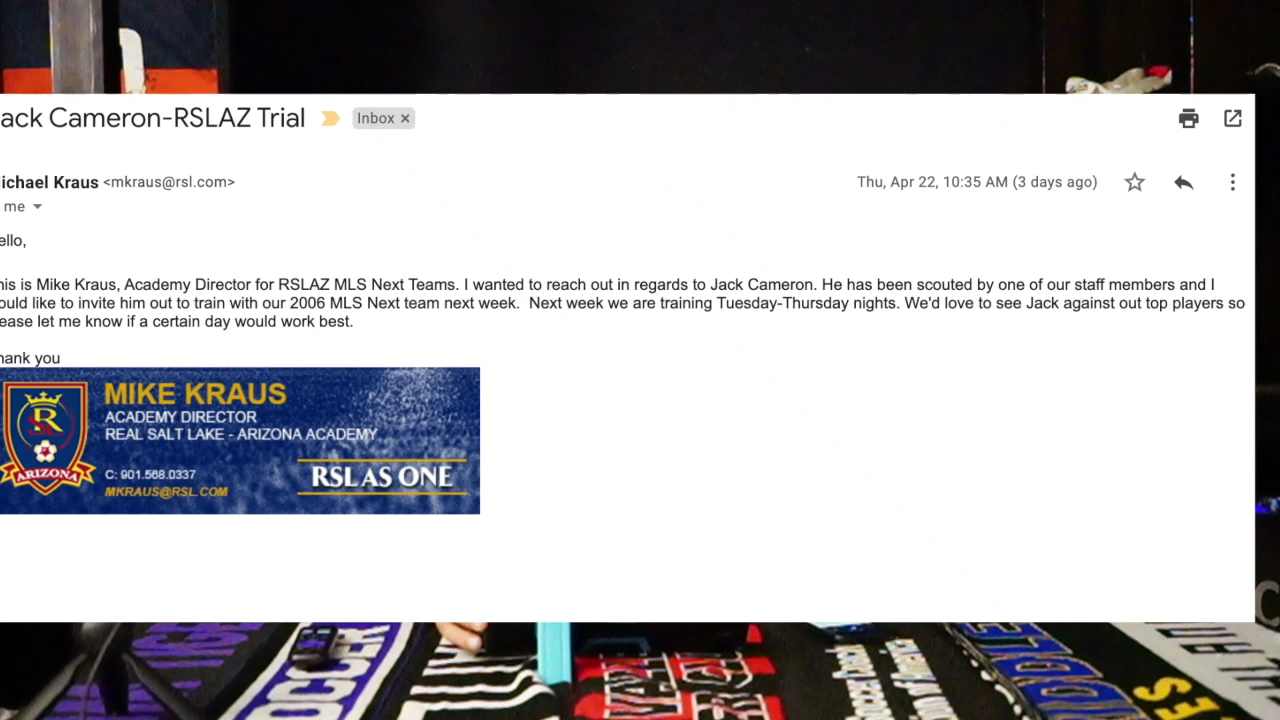 ack Cameron-RSLAZ Trial
Inbox ×
ichael Kraus <mkraus@rsl.com>
Thu, Apr 22, 10:35 AM (3 days ago)
me
ello,
his is Mike Kraus, Academy Director for RSLAZ MLS Next Teams. I wanted to reach out in regards to Jack Cameron. He has been scouted by one of our staff members and I
ould like to invite him out to train with our 2006 MLS Next team next week. Next week we are training Tuesday-Thursday nights. We'd love to see Jack against out top players so
ease let me know if a certain day would work best.
hank you
MIKE KRAUS
ACADEMY DIRECTOR
REAL SALT LAKE - ARIZONA ACADEMY
RSL
ARIZONA
C: 901.568.0337
MKRAUS@RSL.COM
RSL AS ONE
OCCER